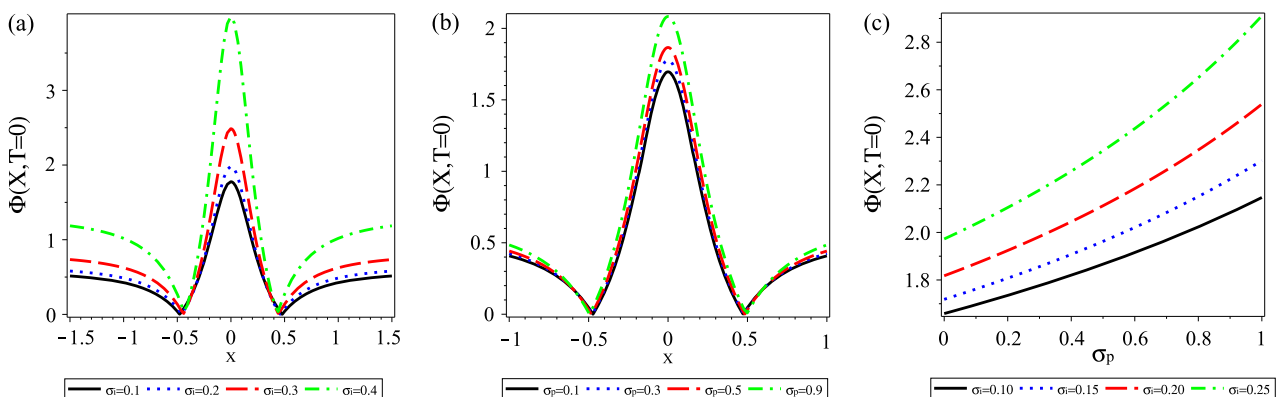 (a)
Φ(X,T=0)
3
2
1
0
−1.5 −1 −0.5 0 0.5 1 1.5
x
σi=0.1 σi=0.2 σi=0.3 σi=0.4
(b)
Φ(X,T=0)
2
1.5
1
0.5
0
−1 −0.5 0 0.5 1
x
σp=0.1 σp=0.3 σp=0.5 σp=0.9
(c)
Φ(X,T=0)
2.8
2.6
2.4
2.2
2.0
1.8
0 0.2 0.4 0.6 0.8 1
σp
σi=0.10 σi=0.15 σi=0.20 σi=0.25